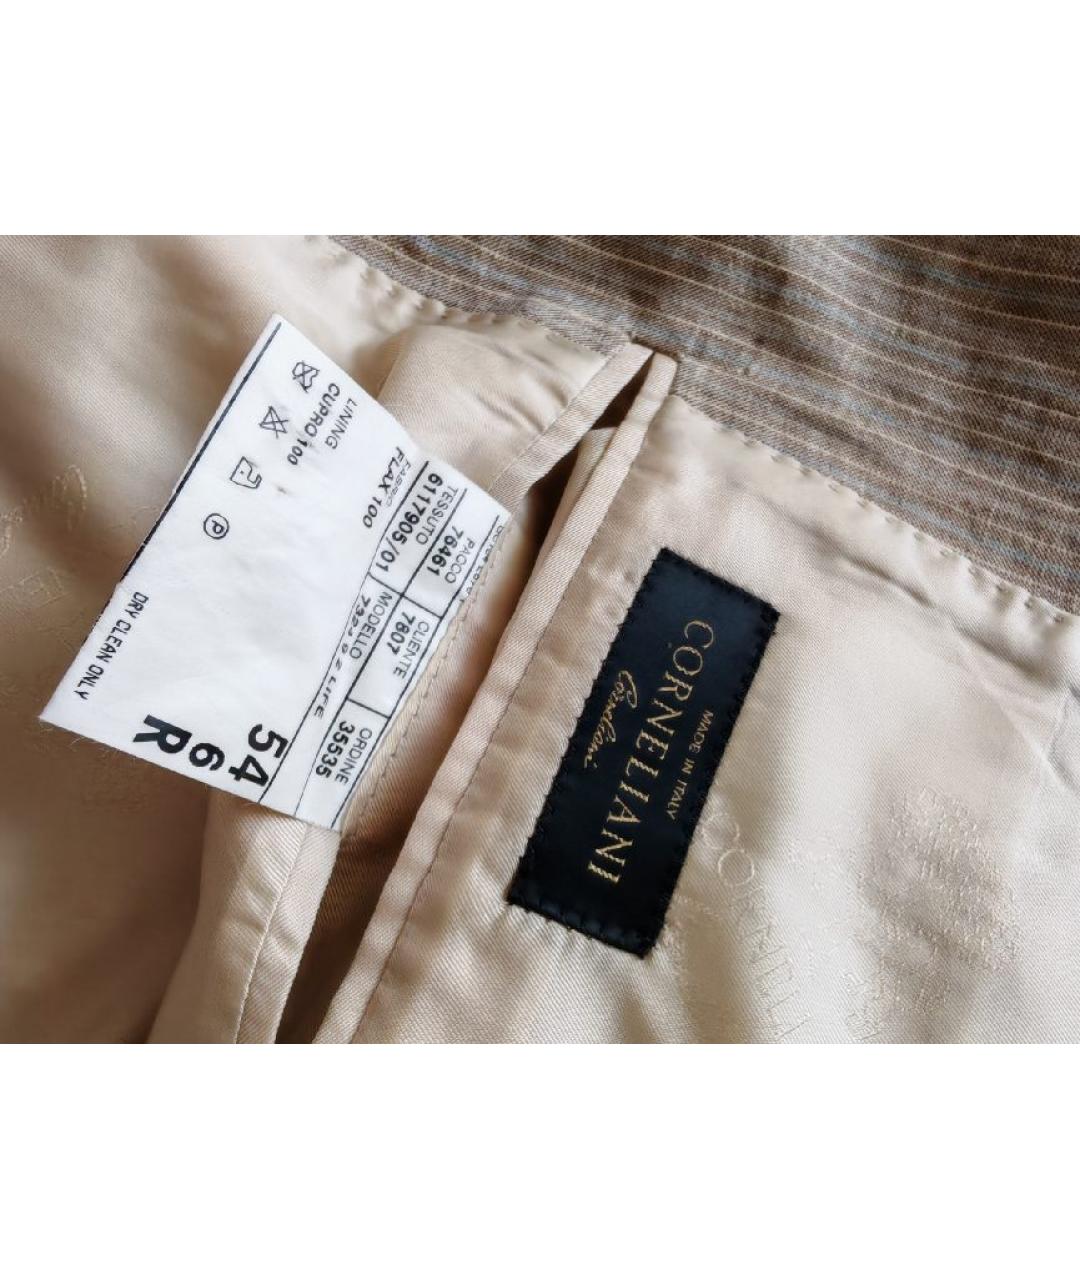 TESSUTO
6117905/01
PACCO
76461
MODELLO
CLIENTE
7807
ORDINE
35535
FABRIC
FLAX 100
LINING
CUPRO 100
P
DRY CLEAN ONLY
54
6
R
MADE IN ITALY
CORNELIANI
Corneliani
CORNELIA